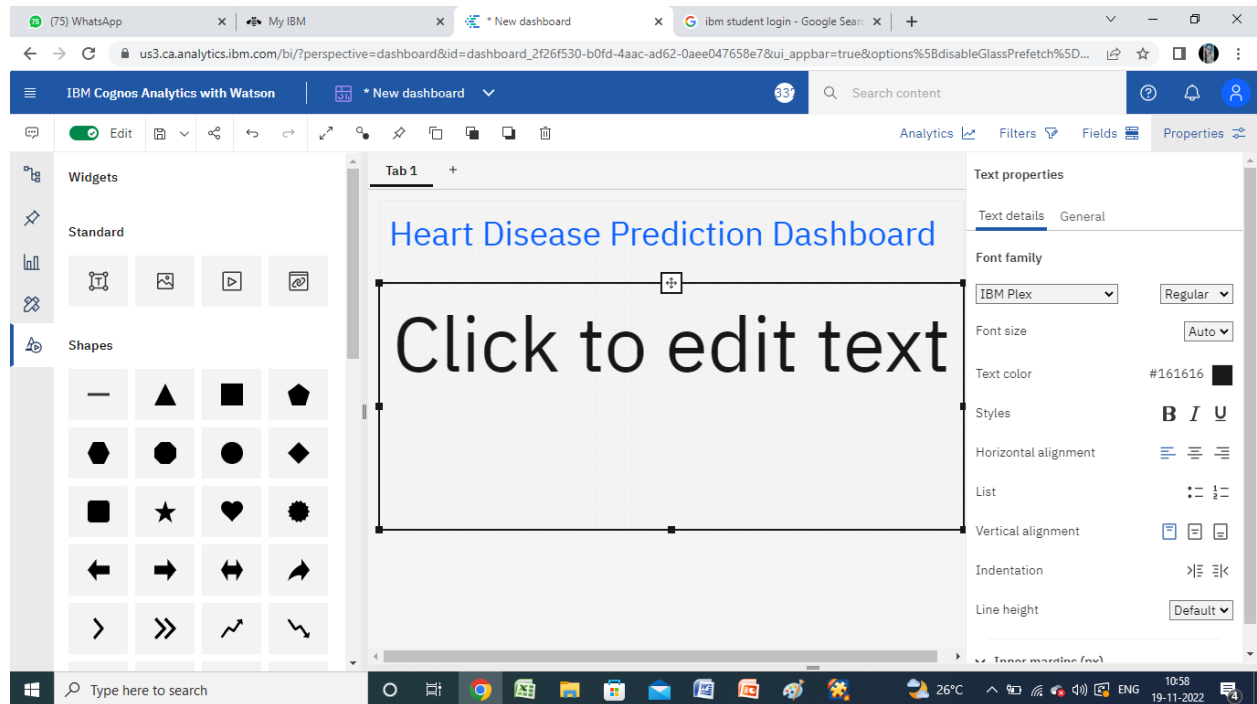 75
(75) WhatsApp
My IBM
* New dashboard
G ibm student login - Google Searc
us3.ca.analytics.ibm.com/bi/?perspective=dashboard&id=dashboard_2f26f530-b0fd-4aac-ad62-0aee047658e7&ui_appbar=true&options%5BdisableGlassPrefetch%5D...
IBM Cognos Analytics with Watson
* New dashboard
Search content
Edit
Analytics
Filters
Fields
Properties
Widgets
Standard
Shapes
Tab 1
Heart Disease Prediction Dashboard
Click to edit text
Text properties
Text details General
Font family
IBM Plex Regular
Font size Auto
Text color #161616
Styles B I U
Horizontal alignment
List
Vertical alignment
Indentation
Line height Default
Type here to search
26°C
ENG
10:58
19-11-2022
4